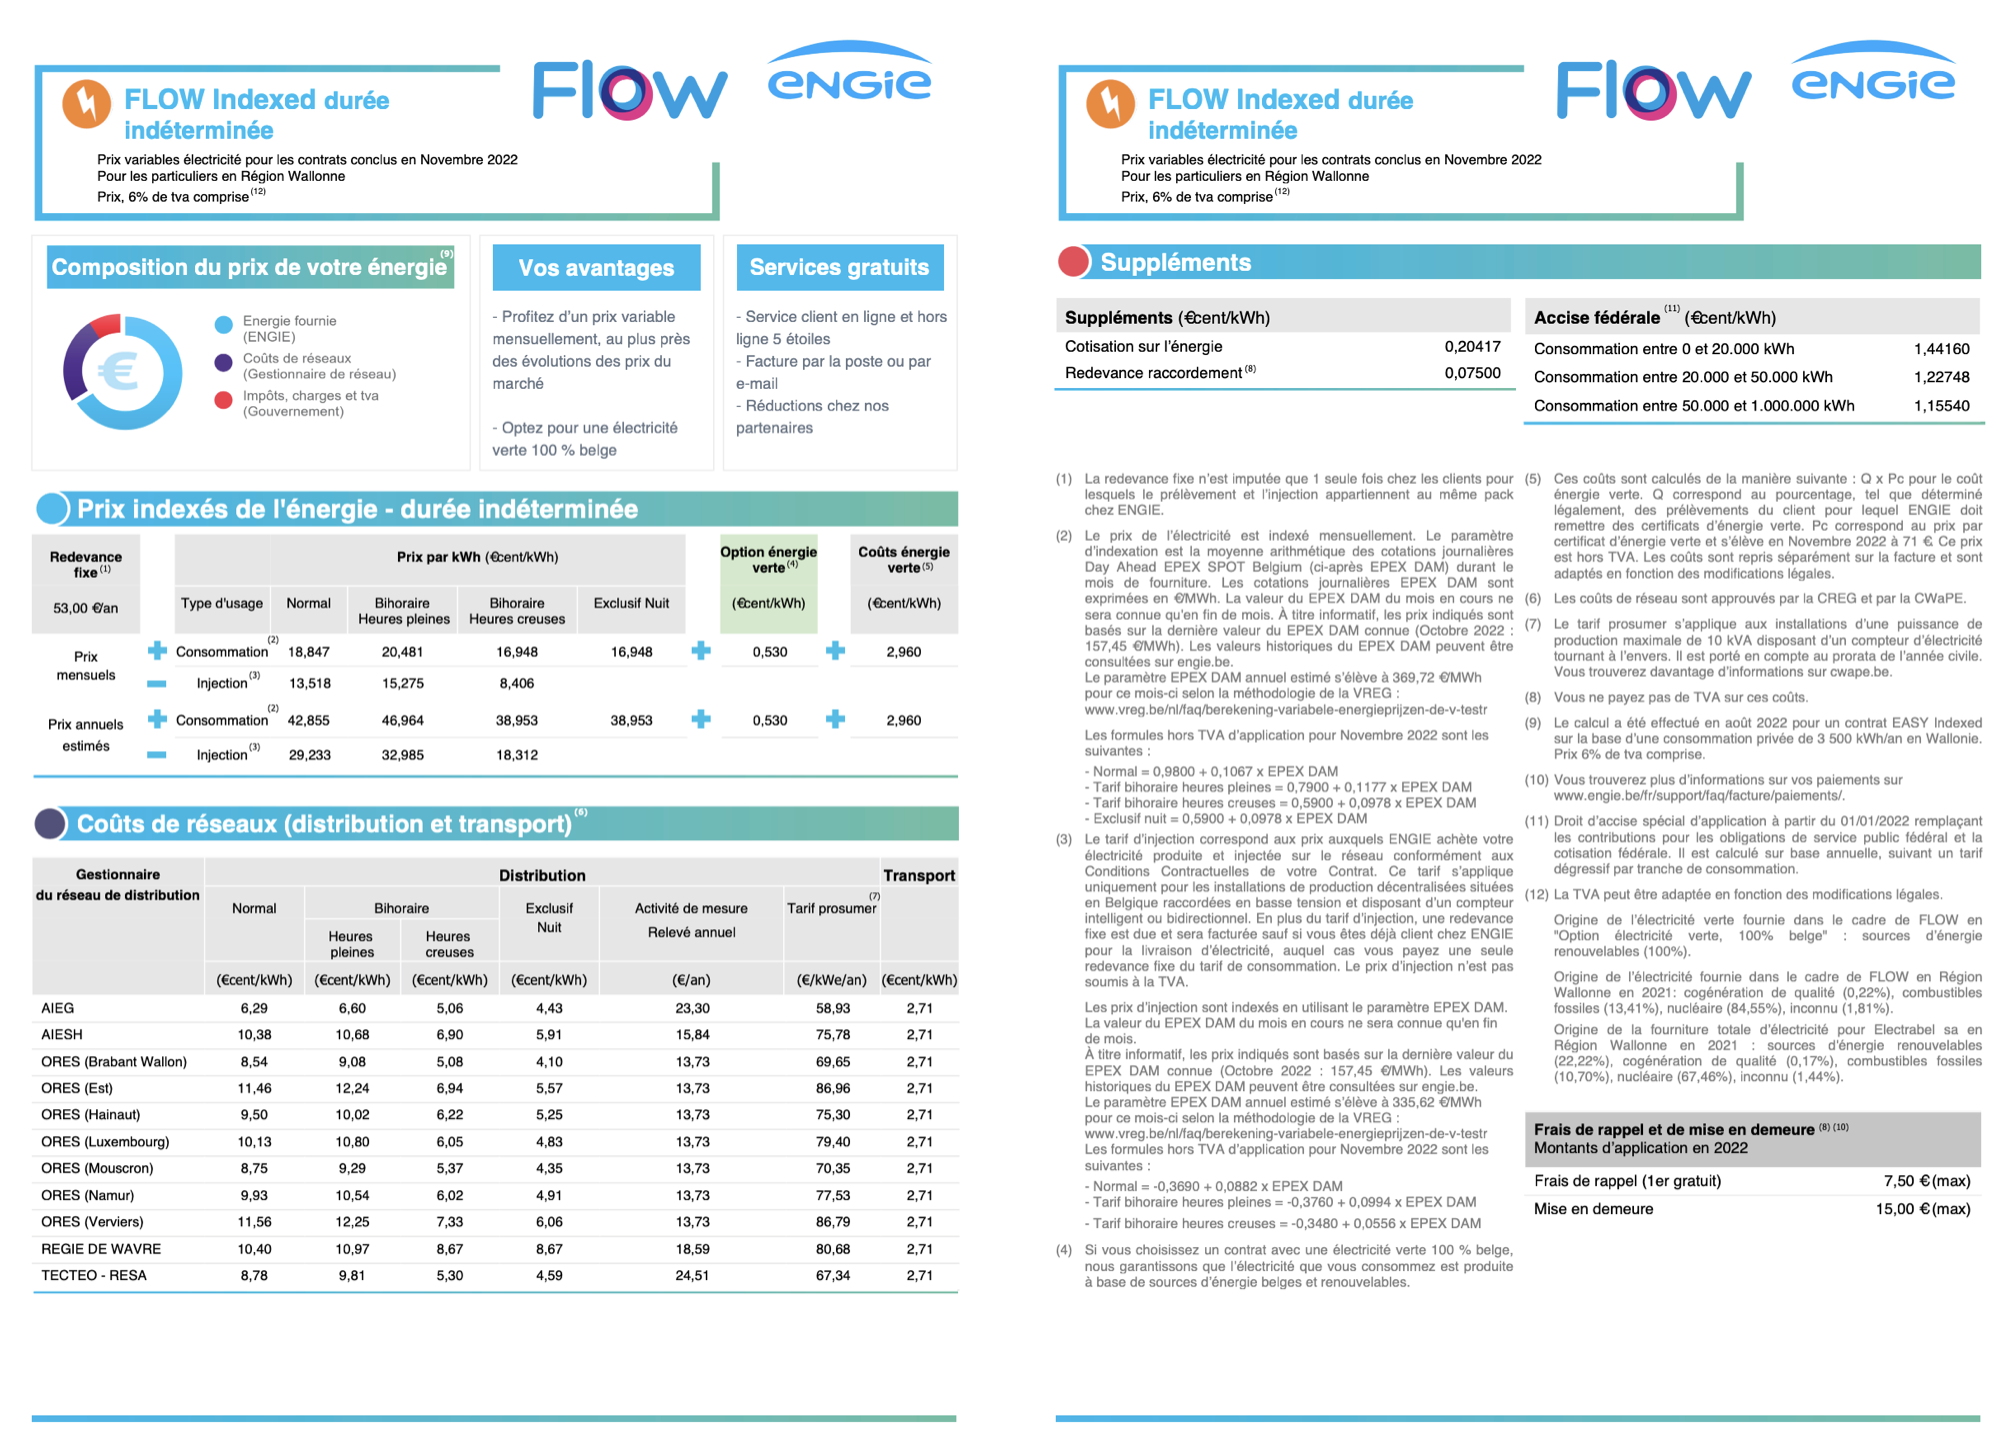 FLOW Indexed durée
indéterminée
Flow
ENGIE
Prix variables électricité pour les contrats conclus en Novembre 2022
Pour les particuliers en Région Wallonne
Prix, 6% de tva comprise (12)
Composition du prix de votre énergie (9)
€
Energie fournie
(ENGIE)
Coûts de réseaux
(Gestionnaire de réseau)
Impôts, charges et tva
(Gouvernement)
Vos avantages
- Profitez d'un prix variable
mensuellement, au plus près
des évolutions des prix du
marché
- Optez pour une électricité
verte 100 % belge
Services gratuits
- Service client en ligne et hors
ligne 5 étoiles
- Facture par la poste ou par
e-mail
- Réductions chez nos
partenaires
Prix indexés de l'énergie - durée indéterminée
Redevance
fixe (1)
Prix par kWh (€cent/kWh)
Option énergie
verte (4)
Coûts énergie
verte (5)
53,00 €/an
Type d'usage Normal Bihoraire Heures pleines Bihoraire Heures creuses Exclusif Nuit (€cent/kWh) (€cent/kWh)
Prix
mensuels
Consommation (2) 18,847 20,481 16,948 16,948 0,530 2,960
Injection (3) 13,518 15,275 8,406
Prix annuels
estimés
Consommation (2) 42,855 46,964 38,953 38,953 0,530 2,960
Injection (3) 29,233 32,985 18,312
Coûts de réseaux (distribution et transport) (6)
Gestionnaire
du réseau de distribution
Distribution
Transport
Normal Bihoraire Exclusif Nuit Activité de mesure Relevé annuel Tarif prosumer (7)
Heures pleines Heures creuses
(€cent/kWh) (€cent/kWh) (€cent/kWh) (€cent/kWh) (€/an) (€/kWe/an) (€cent/kWh)
AIEG 6,29 6,60 5,06 4,43 23,30 58,93 2,71
AIESH 10,38 10,68 6,90 5,91 15,84 75,78 2,71
ORES (Brabant Wallon) 8,54 9,08 5,08 4,10 13,73 69,65 2,71
ORES (Est) 11,46 12,24 6,94 5,57 13,73 86,96 2,71
ORES (Hainaut) 9,50 10,02 6,22 5,25 13,73 75,30 2,71
ORES (Luxembourg) 10,13 10,80 6,05 4,83 13,73 79,40 2,71
ORES (Mouscron) 8,75 9,29 5,37 4,35 13,73 70,35 2,71
ORES (Namur) 9,93 10,54 6,02 4,91 13,73 77,53 2,71
ORES (Verviers) 11,56 12,25 7,33 6,06 13,73 86,79 2,71
REGIE DE WAVRE 10,40 10,97 8,67 8,67 18,59 80,68 2,71
TECTEO - RESA 8,78 9,81 5,30 4,59 24,51 67,34 2,71
FLOW Indexed durée
indéterminée
Flow
ENGIE
Prix variables électricité pour les contrats conclus en Novembre 2022
Pour les particuliers en Région Wallonne
Prix, 6% de tva comprise (12)
Suppléments
Suppléments (€cent/kWh)
Cotisation sur l'énergie 0,20417
Redevance raccordement (8) 0,07500
Accise fédérale (11) (€cent/kWh)
Consommation entre 0 et 20.000 kWh 1,44160
Consommation entre 20.000 et 50.000 kWh 1,22748
Consommation entre 50.000 et 1.000.000 kWh 1,15540
(1) La redevance fixe n'est imputée que 1 seule fois chez les clients pour
lesquels le prélèvement et l'injection appartiennent au même pack
chez ENGIE.
(2) Le prix de l'électricité est indexé mensuellement. Le paramètre
d'indexation est la moyenne arithmétique des cotations journalières
Day Ahead EPEX SPOT Belgium (ci-après EPEX DAM) durant le
mois de fourniture. Les cotations journalières EPEX DAM sont
exprimées en €/MWh. La valeur du EPEX DAM du mois en cours ne
sera connue qu'en fin de mois. À titre informatif, les prix indiqués sont
basés sur la dernière valeur du EPEX DAM connue (Octobre 2022 :
157,45 €/MWh). Les valeurs historiques du EPEX DAM peuvent être
consultées sur engie.be.
Le paramètre EPEX DAM annuel estimé s'élève à 369,72 €/MWh
pour ce mois-ci selon la méthodologie de la VREG :
www.vreg.be/nl/faq/berekening-variabele-energieprijzen-de-v-testr
Les formules hors TVA d'application pour Novembre 2022 sont les
suivantes :
- Normal = 0,9800 + 0,1067 x EPEX DAM
- Tarif bihoraire heures pleines = 0,7900 + 0,1177 x EPEX DAM
- Tarif bihoraire heures creuses = 0,5900 + 0,0978 x EPEX DAM
- Exclusif nuit = 0,5900 + 0,0978 x EPEX DAM
(3) Le tarif d'injection correspond aux prix auxquels ENGIE achète votre
électricité produite et injectée sur le réseau conformément aux
Conditions Contractuelles de votre Contrat. Ce tarif s'applique
uniquement pour les installations de production décentralisées situées
en Belgique raccordées en basse tension et disposant d'un compteur
intelligent ou bidirectionnel. En plus du tarif d'injection, une redevance
fixe est due et sera facturée sauf si vous êtes déjà client chez ENGIE
pour la livraison d'électricité, auquel cas vous payez une seule
redevance fixe du tarif de consommation. Le prix d'injection n'est pas
soumis à la TVA.
Les prix d'injection sont indexés en utilisant le paramètre EPEX DAM.
La valeur du EPEX DAM du mois en cours ne sera connue qu'en fin
de mois.
À titre informatif, les prix indiqués sont basés sur la dernière valeur du
EPEX DAM connue (Octobre 2022 : 157,45 €/MWh). Les valeurs
historiques du EPEX DAM peuvent être consultées sur engie.be.
Le paramètre EPEX DAM annuel estimé s'élève à 335,62 €/MWh
pour ce mois-ci selon la méthodologie de la VREG :
www.vreg.be/nl/faq/berekening-variabele-energieprijzen-de-v-testr
Les formules hors TVA d'application pour Novembre 2022 sont les
suivantes :
- Normal = -0,3690 + 0,0882 x EPEX DAM
- Tarif bihoraire heures pleines = -0,3760 + 0,0994 x EPEX DAM
- Tarif bihoraire heures creuses = -0,3480 + 0,0556 x EPEX DAM
(4) Si vous choisissez un contrat avec une électricité verte 100 % belge,
nous garantissons que l'électricité que vous consommez est produite
à base de sources d'énergie belges et renouvelables.
(5) Ces coûts sont calculés de la manière suivante : Q x Pc pour le coût
énergie verte. Q correspond au pourcentage, tel que déterminé
légalement, des prélèvements du client pour lequel ENGIE doit
remettre des certificats d'énergie verte. Pc correspond au prix par
certificat d'énergie verte et s'élève en Novembre 2022 à 71 €. Ce prix
est hors TVA. Les coûts sont repris séparément sur la facture et sont
adaptés en fonction des modifications légales.
(6) Les coûts de réseau sont approuvés par la CREG et par la CWaPE.
(7) Le tarif prosumer s'applique aux installations d'une puissance de
production maximale de 10 kVA disposant d'un compteur d'électricité
tournant à l'envers. Il est porté en compte au prorata de l'année civile.
Vous trouverez davantage d'informations sur cwape.be.
(8) Vous ne payez pas de TVA sur ces coûts.
(9) Le calcul a été effectué en août 2022 pour un contrat EASY Indexed
sur la base d'une consommation privée de 3 500 kWh/an en Wallonie.
Prix 6% de tva comprise.
(10) Vous trouverez plus d'informations sur vos paiements sur
www.engie.be/fr/support/faq/facture/paiements/.
(11) Droit d'accise spécial d'application à partir du 01/01/2022 remplaçant
les contributions pour les obligations de service public fédéral et la
cotisation fédérale. Il est calculé sur base annuelle, suivant un tarif
dégressif par tranche de consommation.
(12) La TVA peut être adaptée en fonction des modifications légales.
Origine de l'électricité verte fournie dans le cadre de FLOW en
"Option électricité verte, 100% belge" : sources d'énergie
renouvelables (100%).
Origine de l'électricité fournie dans le cadre de FLOW en Région
Wallonne en 2021: cogénération de qualité (0,22%), combustibles
fossiles (13,41%), nucléaire (84,55%), inconnu (1,81%).
Origine de la fourniture totale d'électricité pour Electrabel sa en
Région Wallonne en 2021 : sources d'énergie renouvelables
(22,22%), cogénération de qualité (0,17%), combustibles fossiles
(10,70%), nucléaire (67,46%), inconnu (1,44%).
Frais de rappel et de mise en demeure (8) (10)
Montants d'application en 2022
Frais de rappel (1er gratuit) 7,50 € (max)
Mise en demeure 15,00 € (max)